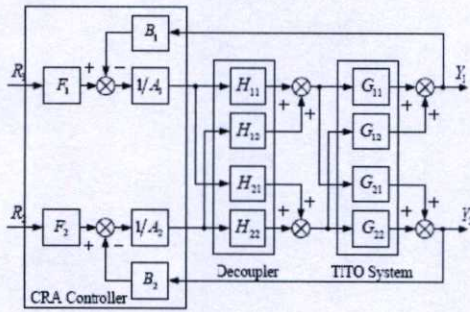 B₁
R₁ F₁ + − 1/A₁ H₁₁ + + G₁₁ + + Y₁
H₁₂ G₁₂
H₂₁ G₂₁
R₂ F₂ + − 1/A₂ H₂₂ + + G₂₂ + + Y₂
B₂ Decoupler TITO System
CRA Controller